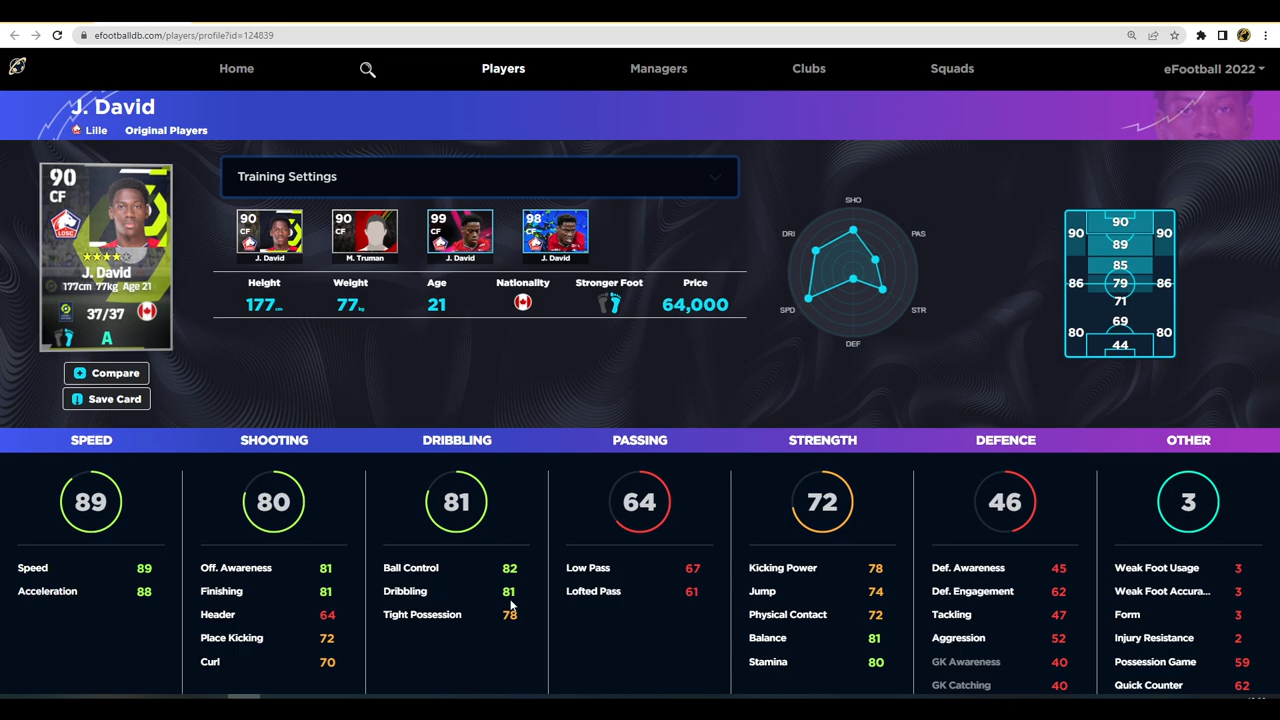 efootballdb.com/players/profile?id=124839
Home
Players
Managers
Clubs
Squads
eFootball 2022
J. David
Lille Original Players
90
CF
LOSC
J. David
177cm 77kg Age 21
37/37
A
Compare
Save Card
Training Settings
90
CF
J. David
90
CF
M. Truman
99
CF
J. David
98
CF
J. David
Height Weight Age Nationality Stronger Foot Price
177cm 77kg 21 64,000
SHO
PAS
STR
DEF
SPD
DRI
90
90 89 90
85
86 79 86
71
69
80 80
44
SPEED
89
Speed 89
Acceleration 88
SHOOTING
80
Off. Awareness 81
Finishing 81
Header 64
Place Kicking 72
Curl 70
DRIBBLING
81
Ball Control 82
Dribbling 81
Tight Possession 78
PASSING
64
Low Pass 67
Lofted Pass 61
STRENGTH
72
Kicking Power 78
Jump 74
Physical Contact 72
Balance 81
Stamina 80
DEFENCE
46
Def. Awareness 45
Def. Engagement 62
Tackling 47
Aggression 52
GK Awareness 40
GK Catching 40
OTHER
3
Weak Foot Usage 3
Weak Foot Accura... 3
Form 3
Injury Resistance 2
Possession Game 59
Quick Counter 62